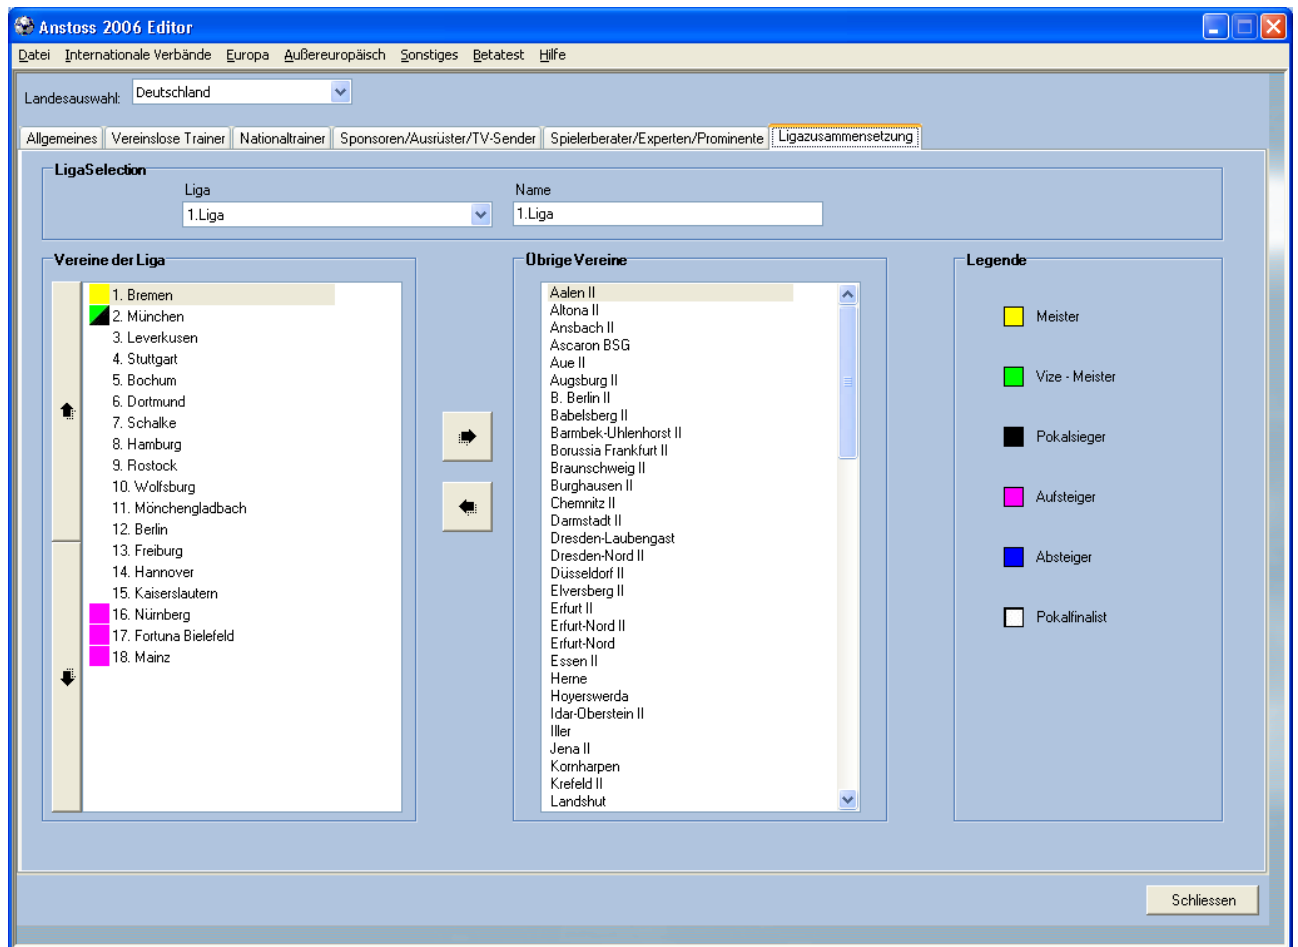 Anstoss 2006 Editor
Datei Internationale Verbände Europa Außereuropäisch Sonstiges Betatest Hilfe
Landesauswahl: Deutschland
Allgemeines Vereinslose Trainer Nationaltrainer Sponsoren/Ausrüster/TV-Sender Spielerberater/Experten/Prominente Ligazusammensetzung
LigaSelection
Liga Name
1.Liga 1.Liga
Vereine der Liga
1. Bremen
2. München
3. Leverkusen
4. Stuttgart
5. Bochum
6. Dortmund
7. Schalke
8. Hamburg
9. Rostock
10. Wolfsburg
11. Mönchengladbach
12. Berlin
13. Freiburg
14. Hannover
15. Kaiserslautern
16. Nürnberg
17. Fortuna Bielefeld
18. Mainz
Übrige Vereine
Aalen II
Altona II
Ansbach II
Ascaron BSG
Aue II
Augsburg II
B. Berlin II
Babelsberg II
Barmbek-Uhlenhorst II
Borussia Frankfurt II
Braunschweig II
Burghausen II
Chemnitz II
Darmstadt II
Dresden-Laubengast
Dresden-Nord II
Düsseldorf II
Elversberg II
Erfurt II
Erfurt-Nord II
Erfurt-Nord
Essen II
Herne
Hoyerswerda
Idar-Oberstein II
Iller
Jena II
Kornharpen
Krefeld II
Landshut
Legende
Meister
Vize - Meister
Pokalsieger
Aufsteiger
Absteiger
Pokalfinalist
Schliessen